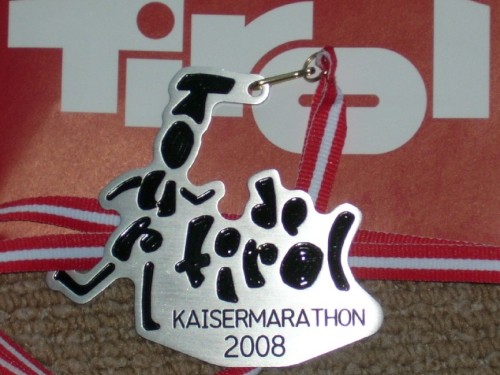 Tirol
TOUR
de
tirol
KAISERMARATHON
2008